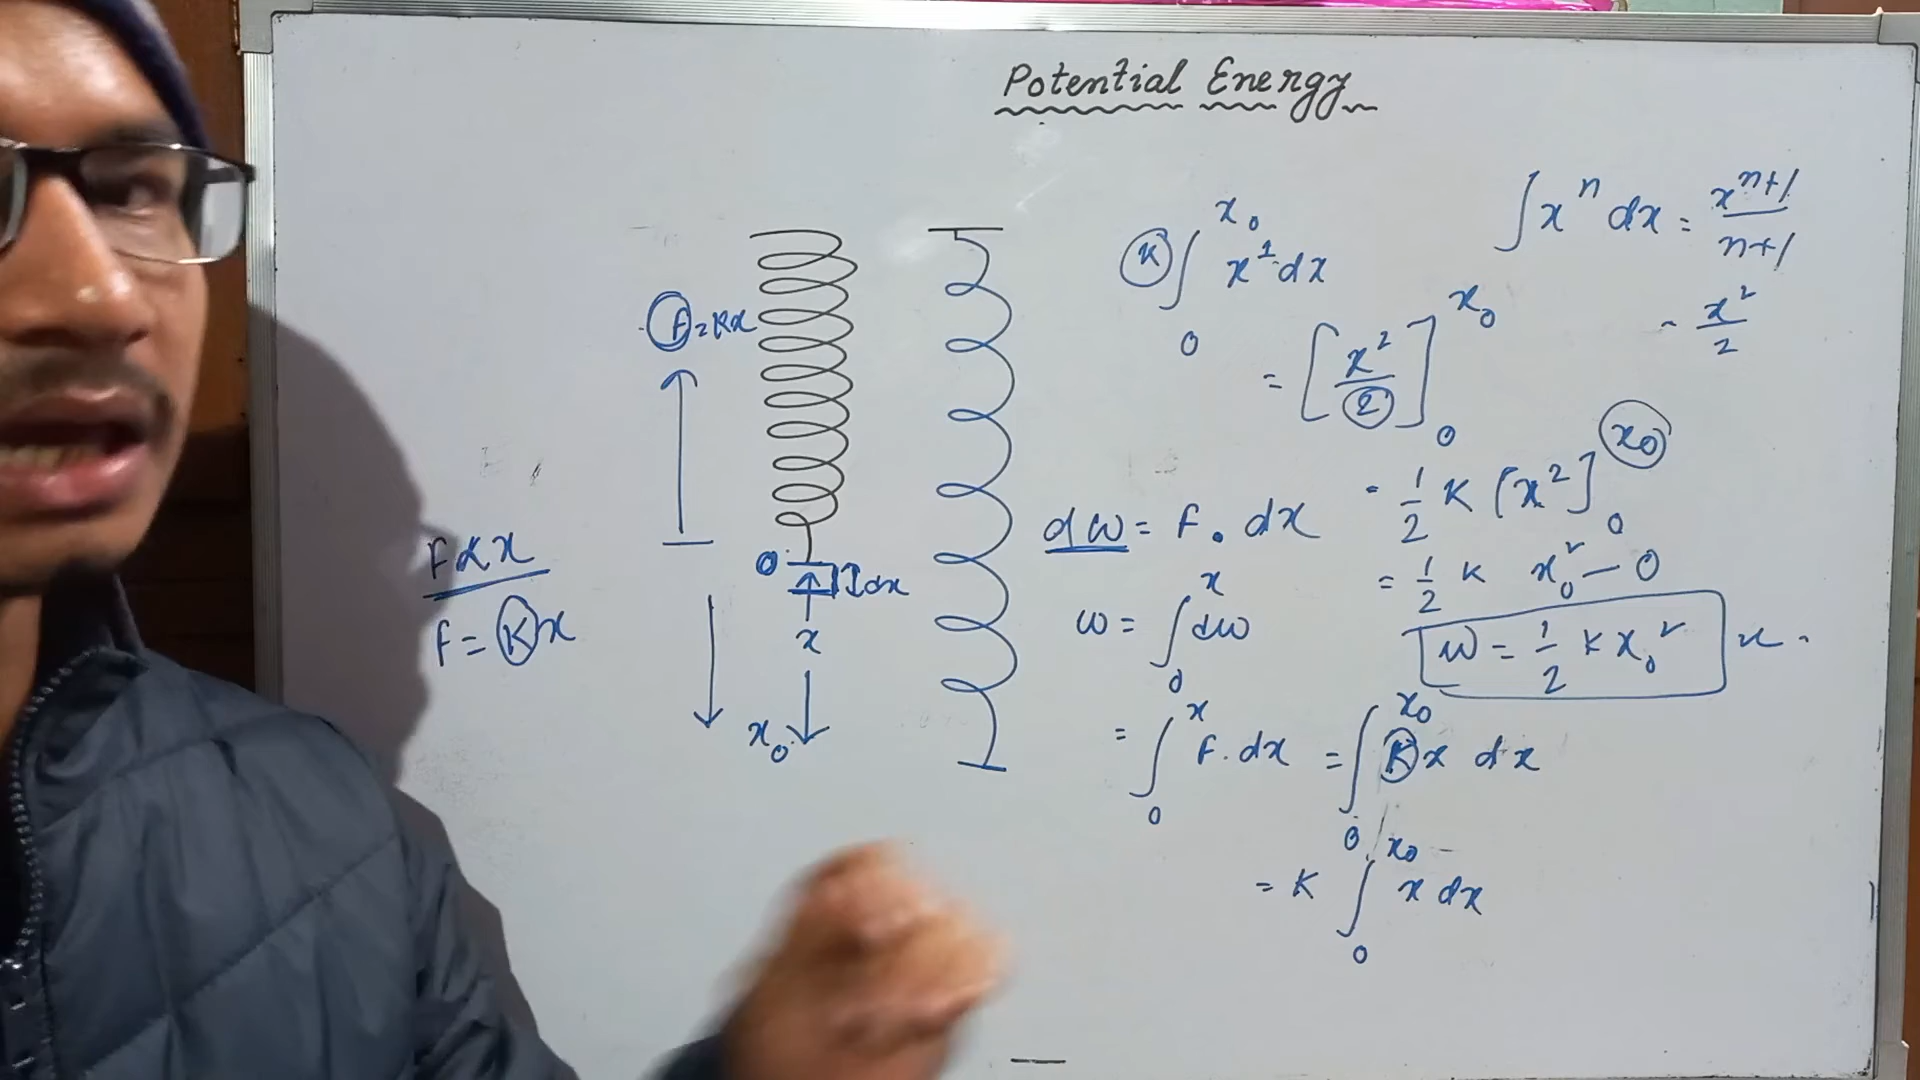 Potential Energy
F = Kx
F ∝ x
F = Kx
0
dx
x
x₀
dw = F . dx
w = ∫₀ˣ dw
= ∫₀ˣ F . dx = ∫₀^x₀ K x dx
= K ∫₀^x₀ x dx
K ∫₀^x₀ x¹ dx
= [x²/2]₀^x₀
= 1/2 K [x²]₀^x₀
= 1/2 K x₀² — 0
W = 1/2 K x₀²
∫ xⁿ dx = xⁿ⁺¹/n+1
= x²/2